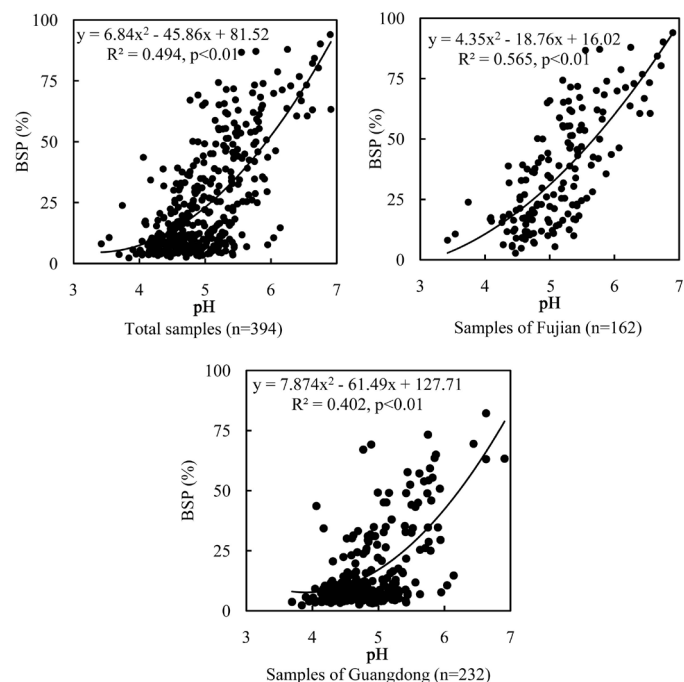 100
y = 6.84x² - 45.86x + 81.52
R² = 0.494, p<0.01
75
50
25
0
BSP (%)
3 4 5 6 7
pH
Total samples (n=394)
100
y = 4.35x² - 18.76x + 16.02
R² = 0.565, p<0.01
75
50
25
0
BSP (%)
3 4 5 6 7
pH
Samples of Fujian (n=162)
100
y = 7.874x² - 61.49x + 127.71
R² = 0.402, p<0.01
75
50
25
0
BSP (%)
3 4 5 6 7
pH
Samples of Guangdong (n=232)